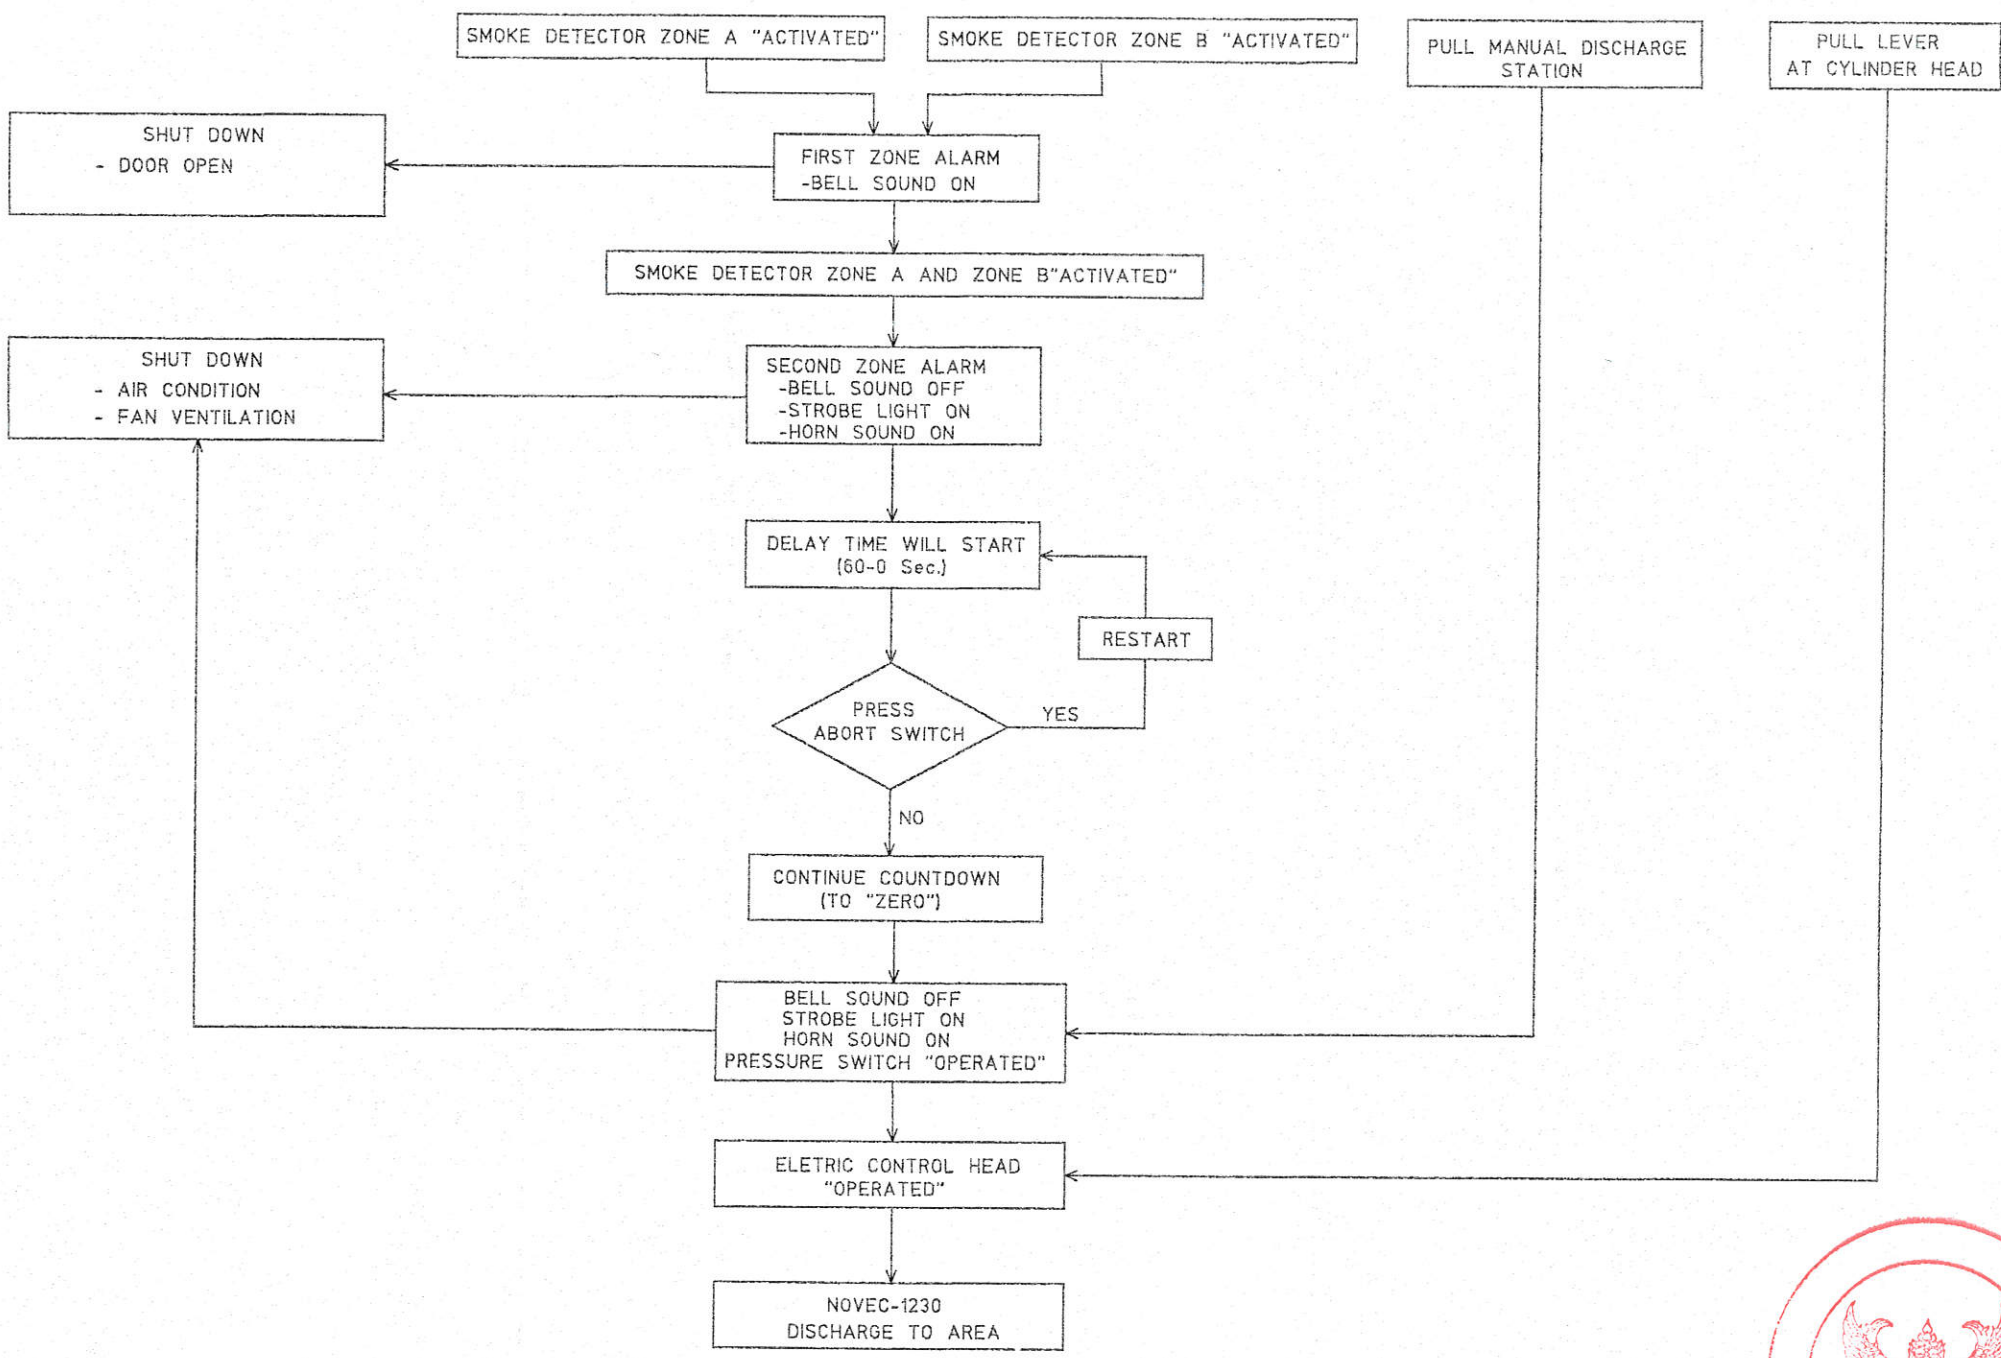 SMOKE DETECTOR ZONE A "ACTIVATED"
SMOKE DETECTOR ZONE B "ACTIVATED"
PULL MANUAL DISCHARGE
STATION
PULL LEVER
AT CYLINDER HEAD
SHUT DOWN
- DOOR OPEN
FIRST ZONE ALARM
-BELL SOUND ON
SMOKE DETECTOR ZONE A AND ZONE B"ACTIVATED"
SHUT DOWN
- AIR CONDITION
- FAN VENTILATION
SECOND ZONE ALARM
-BELL SOUND OFF
-STROBE LIGHT ON
-HORN SOUND ON
DELAY TIME WILL START
(60-0 Sec.)
RESTART
PRESS
ABORT SWITCH
YES
NO
CONTINUE COUNTDOWN
(TO "ZERO")
BELL SOUND OFF
STROBE LIGHT ON
HORN SOUND ON
PRESSURE SWITCH "OPERATED"
ELETRIC CONTROL HEAD
"OPERATED"
NOVEC-1230
DISCHARGE TO AREA